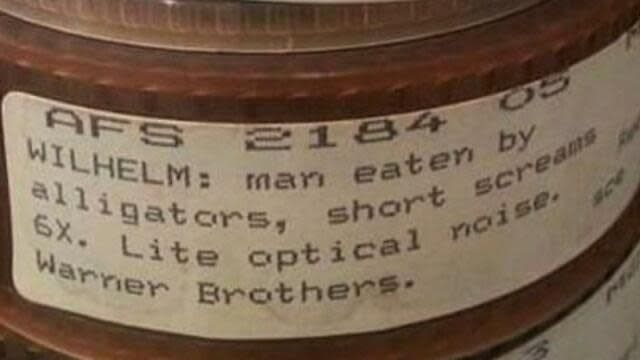 AFS 2184 05
WILHELM: man eaten by
alligators, short screams
6X. Lite optical noise.
Warner Brothers.